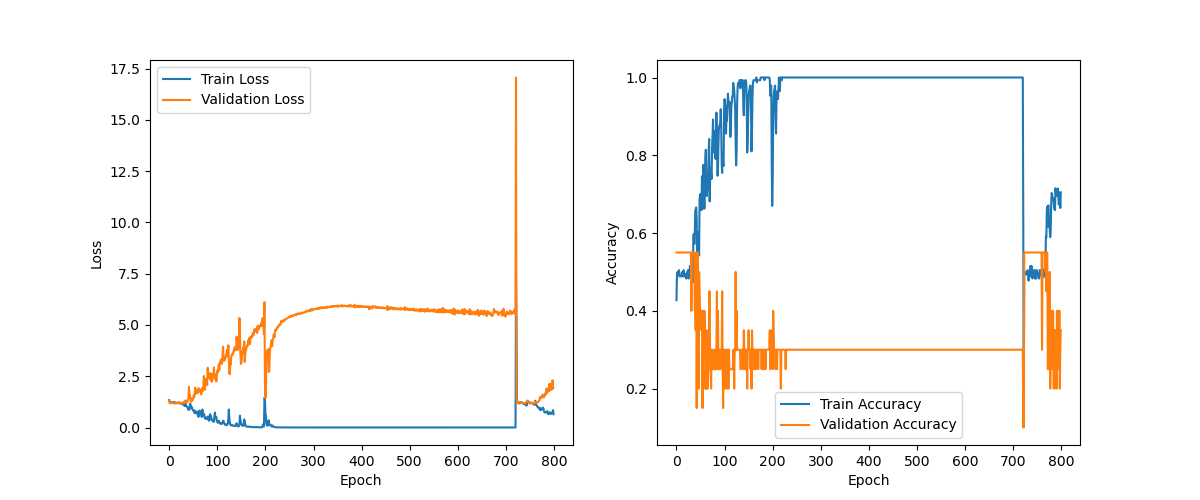 17.5
15.0
12.5
10.0
7.5
5.0
2.5
0.0
Loss
0 100 200 300 400 500 600 700 800
Epoch
Train Loss
Validation Loss
1.0
0.8
0.6
0.4
0.2
Accuracy
0 100 200 300 400 500 600 700 800
Epoch
Train Accuracy
Validation Accuracy